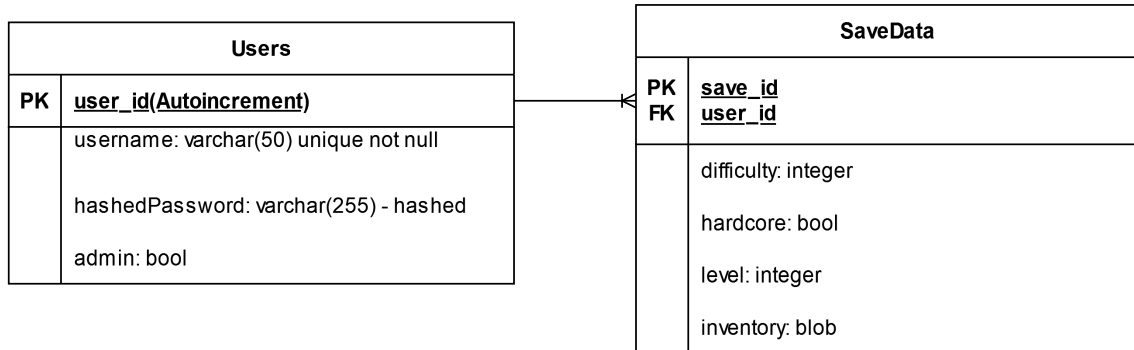 Users
PK user_id(Autoincrement)
username: varchar(50) unique not null
hashedPassword: varchar(255) - hashed
admin: bool
SaveData
PK save_id
FK user_id
difficulty: integer
hardcore: bool
level: integer
inventory: blob